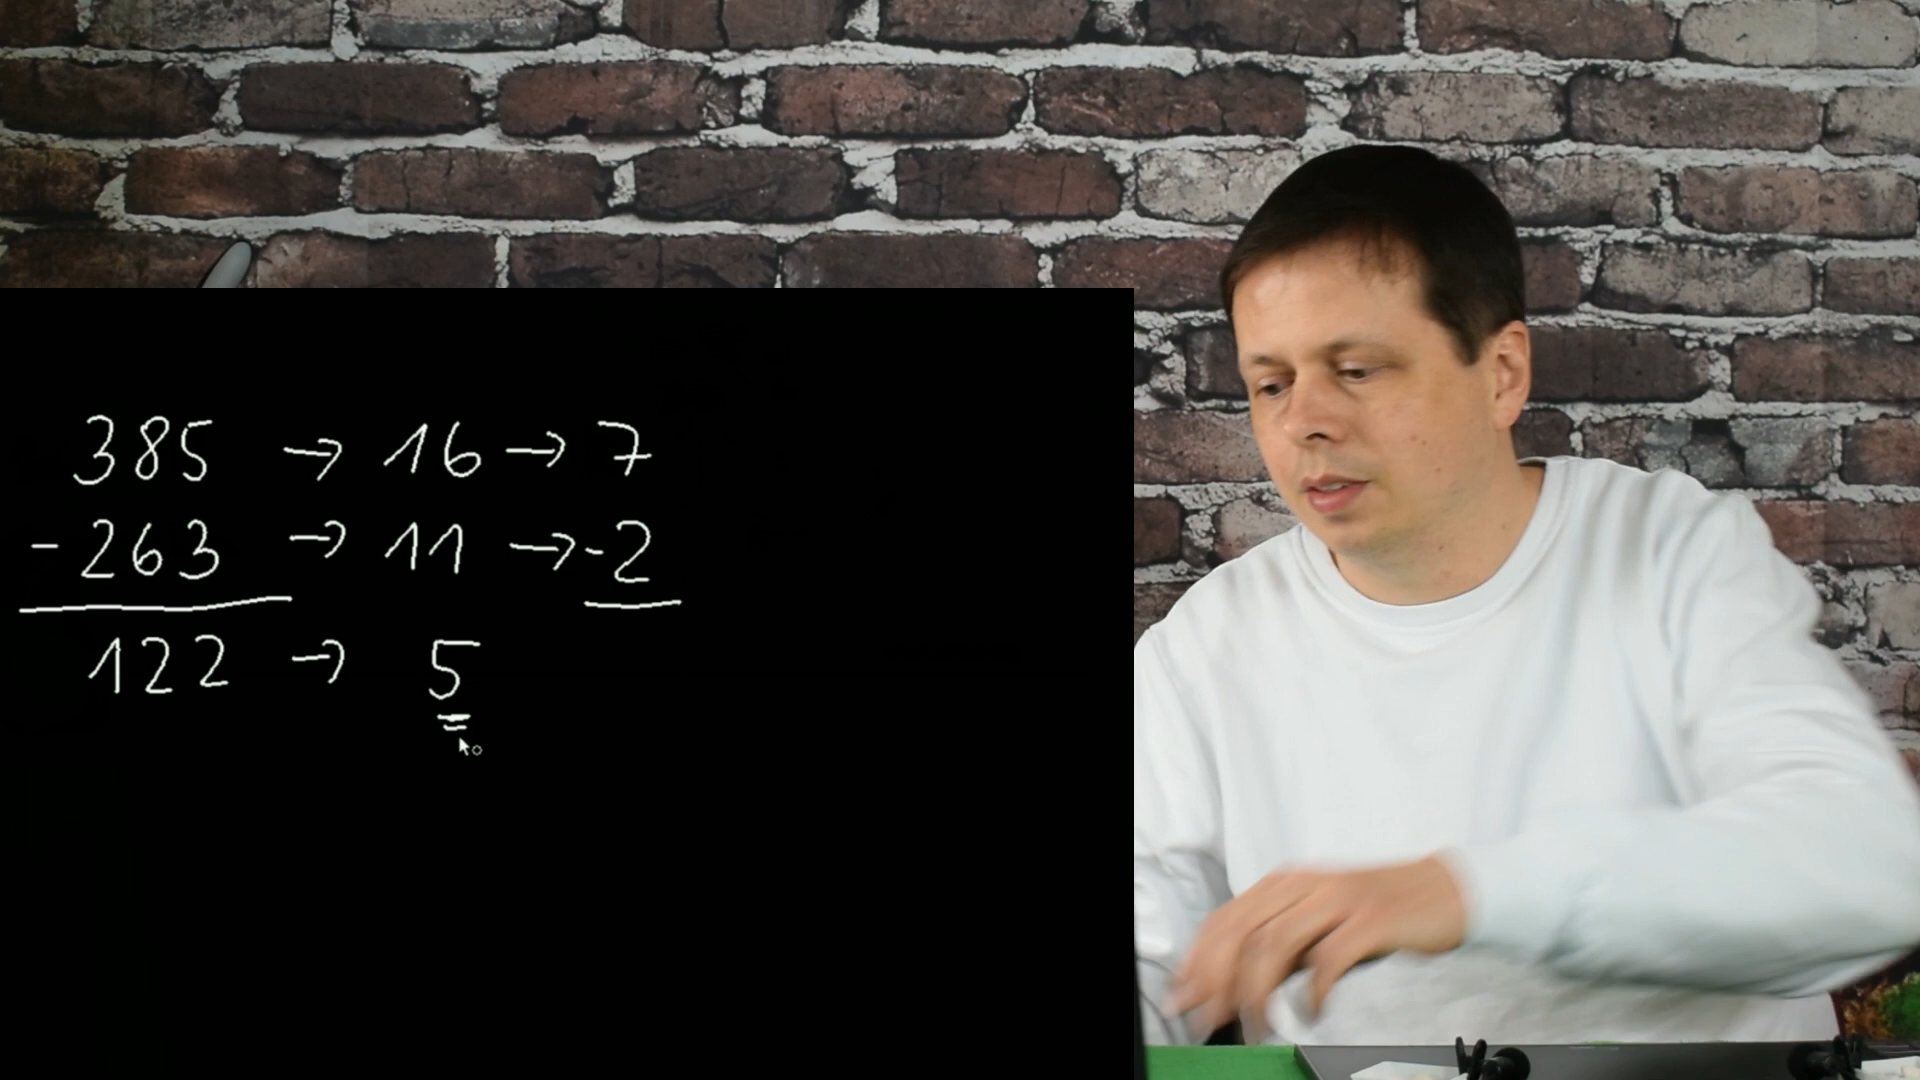 385 → 16 → 7
- 263 → 11 → -2
122 → 5